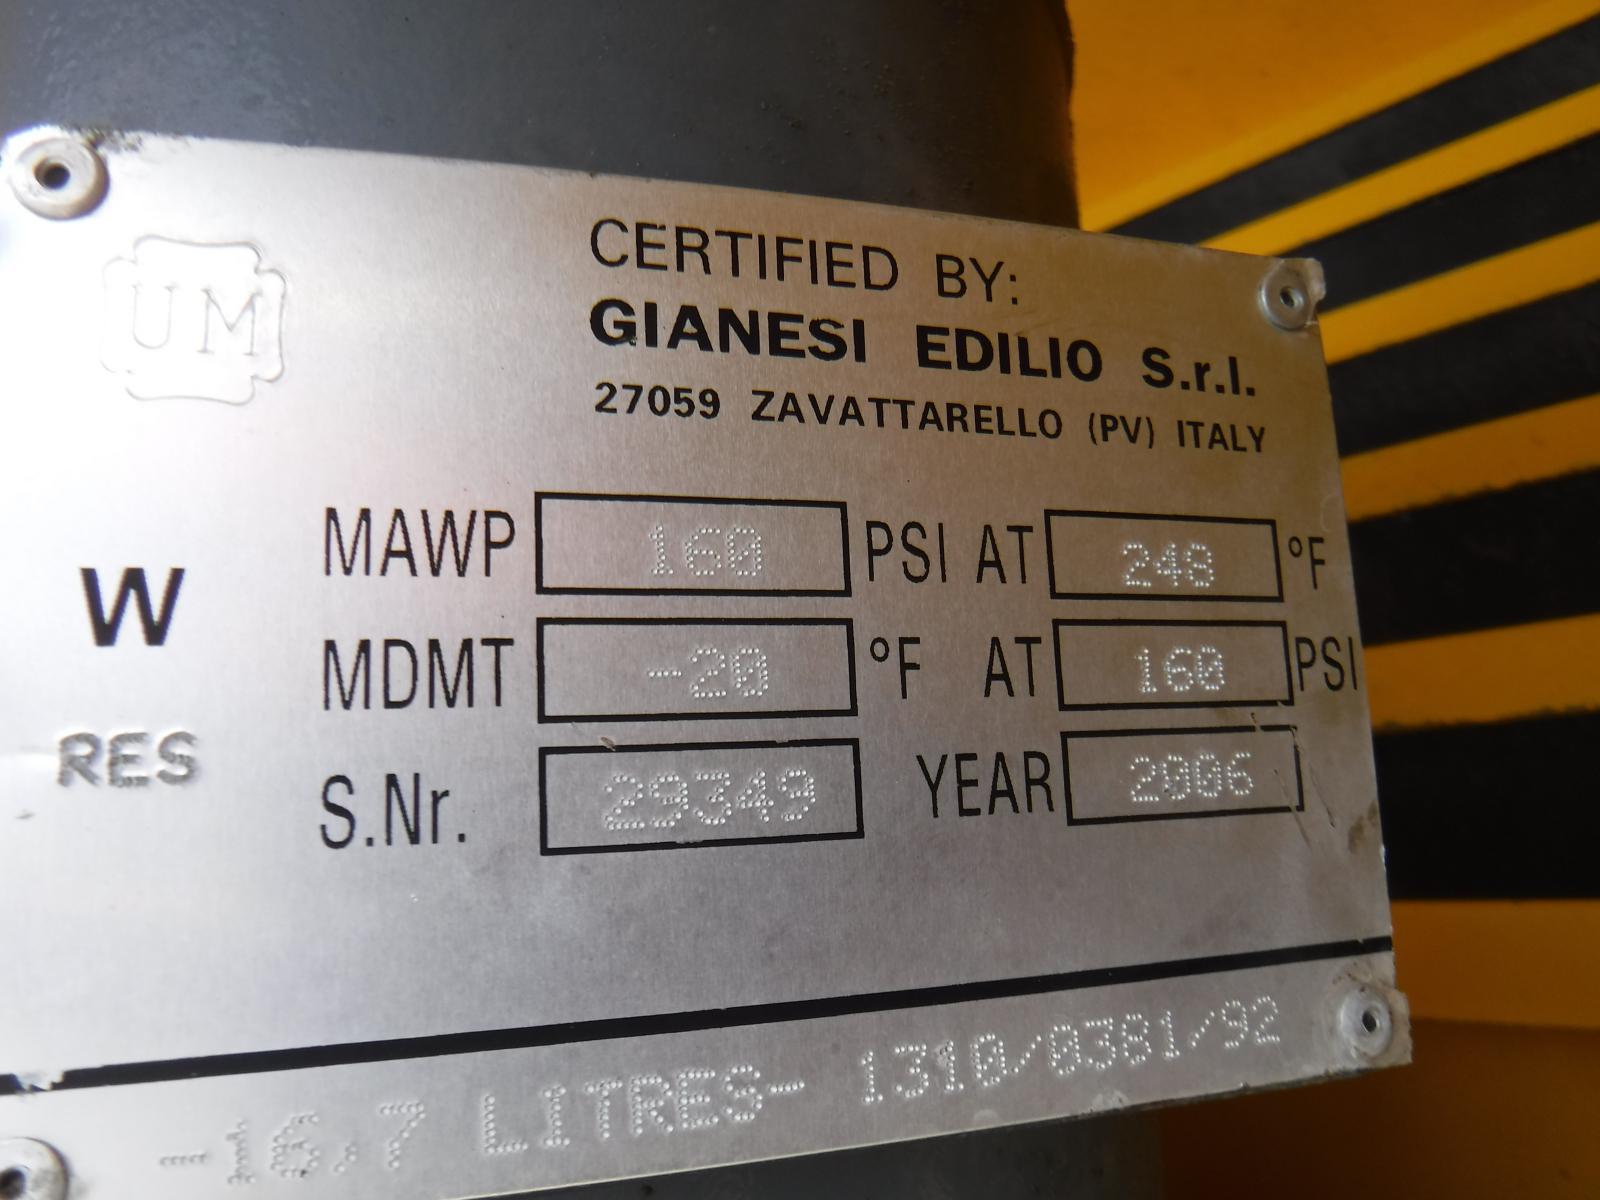 UM
CERTIFIED BY:
GIANESI EDILIO S.r.l.
27059 ZAVATTARELLO (PV) ITALY
W
RES
MAWP 160 PSI AT 248 °F
MDMT -20 °F AT 160 PSI
S.Nr. 29349 YEAR 2006
-16.7 LITRES- 1310/0381/92